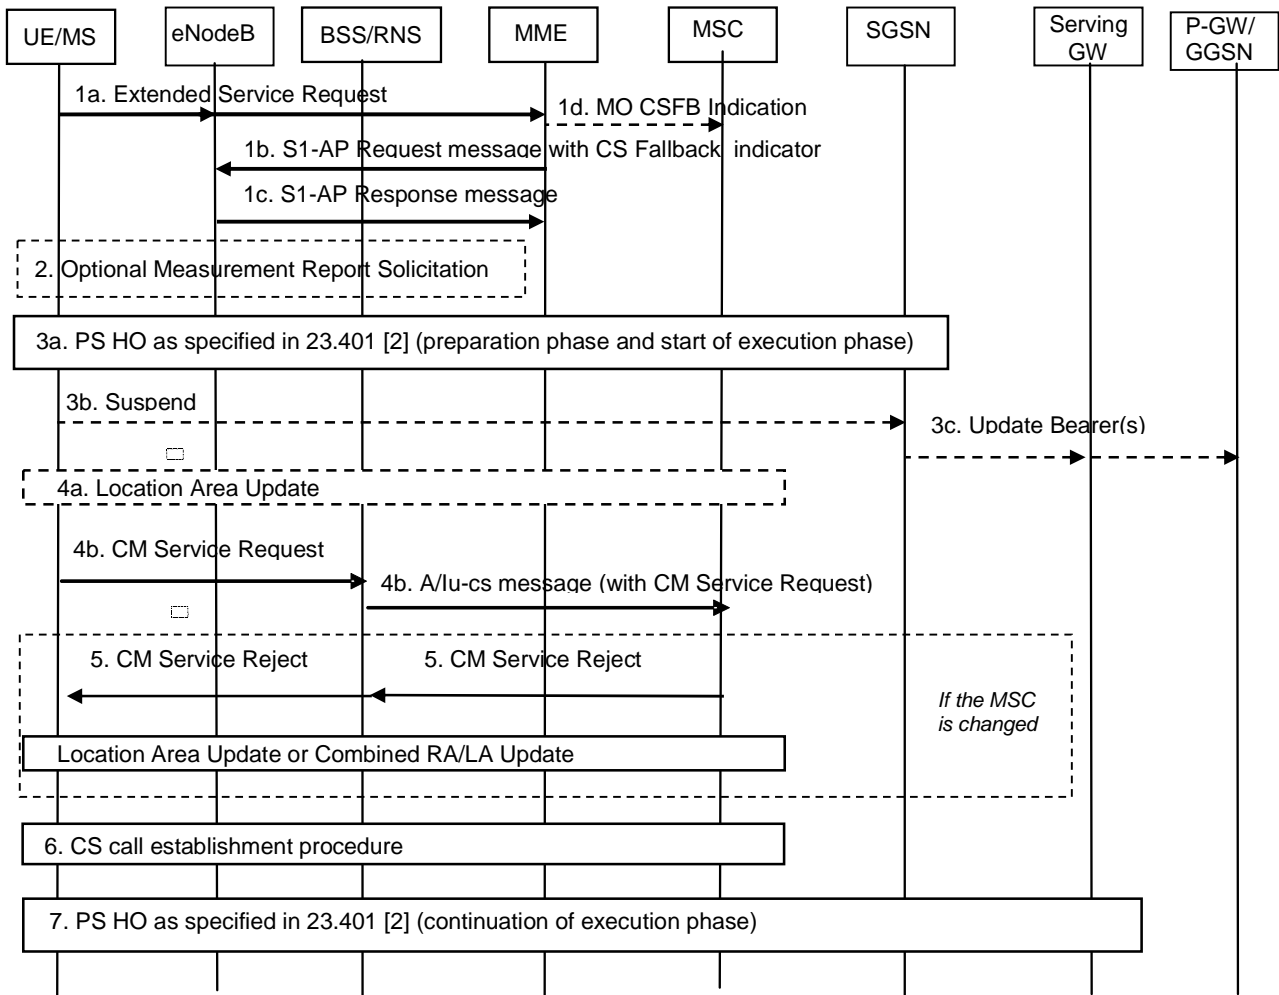 UE/MS
eNodeB
BSS/RNS
MME
MSC
SGSN
Serving
GW
P-GW/
GGSN
1a. Extended Service Request
1d. MO CSFB Indication
1b. S1-AP Request message with CS Fallback indicator
1c. S1-AP Response message
2. Optional Measurement Report Solicitation
3a. PS HO as specified in 23.401 [2] (preparation phase and start of execution phase)
3b. Suspend
3c. Update Bearer(s)
4a. Location Area Update
4b. CM Service Request
4b. A/Iu-cs message (with CM Service Request)
5. CM Service Reject
5. CM Service Reject
If the MSC
is changed
Location Area Update or Combined RA/LA Update
6. CS call establishment procedure
7. PS HO as specified in 23.401 [2] (continuation of execution phase)